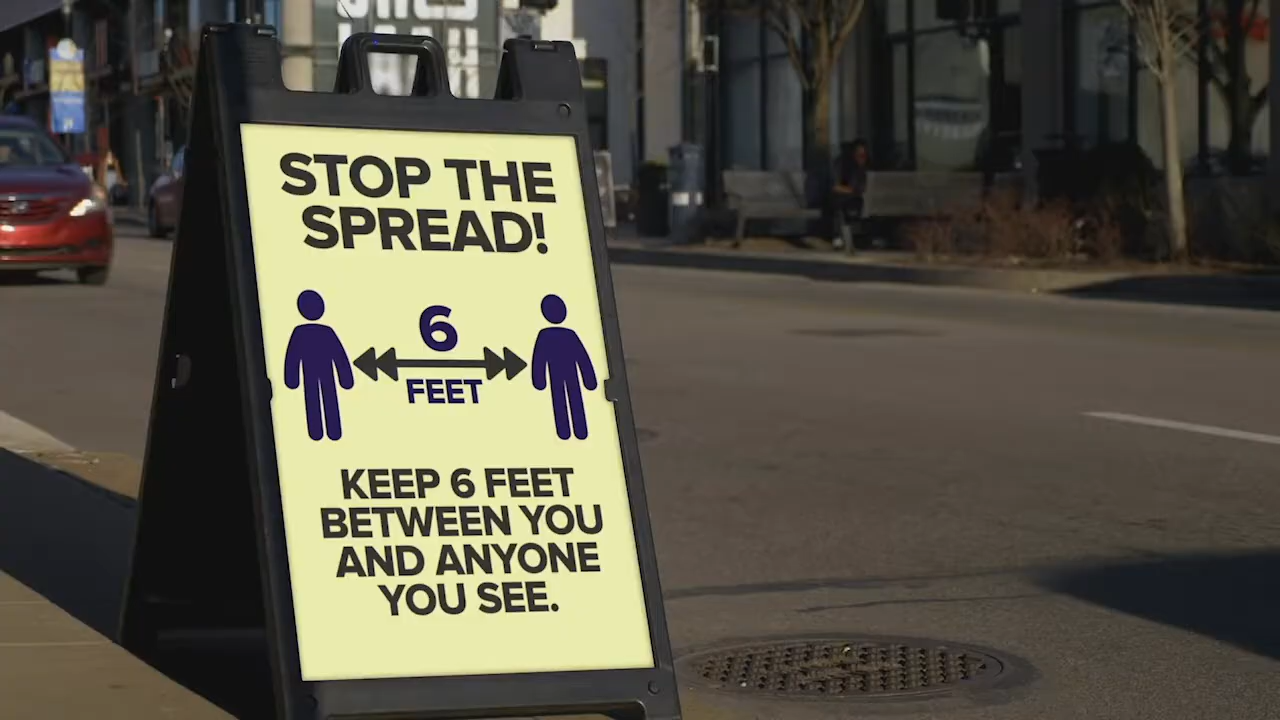 STOP THE
SPREAD!
6
FEET
KEEP 6 FEET
BETWEEN YOU
AND ANYONE
YOU SEE.